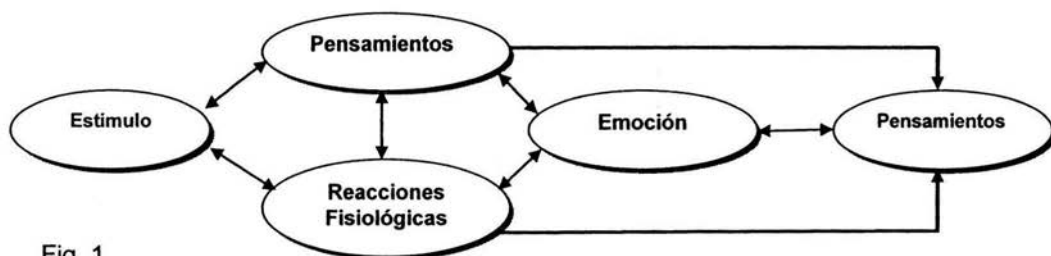 Pensamientos
Estimulo
Emoción
Pensamientos
Reacciones
Fisiológicas
Fig. 1